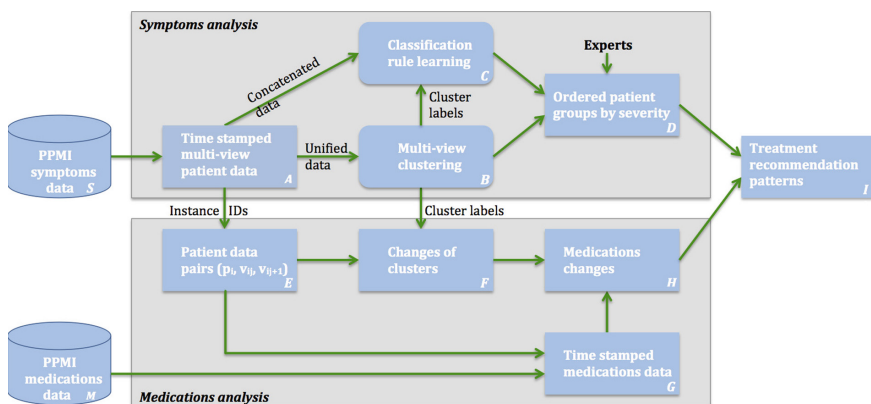 Symptoms analysis
Concatenated
data
Classification
rule learning
C
Experts
Cluster
labels
Ordered patient
groups by severity
D
PPMI
symptoms
data S
Time stamped
multi-view
patient data A
Unified
data
Multi-view
clustering
B
Treatment
recommendation
patterns
I
Instance IDs
Cluster labels
Patient data
pairs (pi, vij, vij+1)
E
Changes of
clusters
F
Medications
changes
H
PPMI
medications
data M
Time stamped
medications data
G
Medications analysis